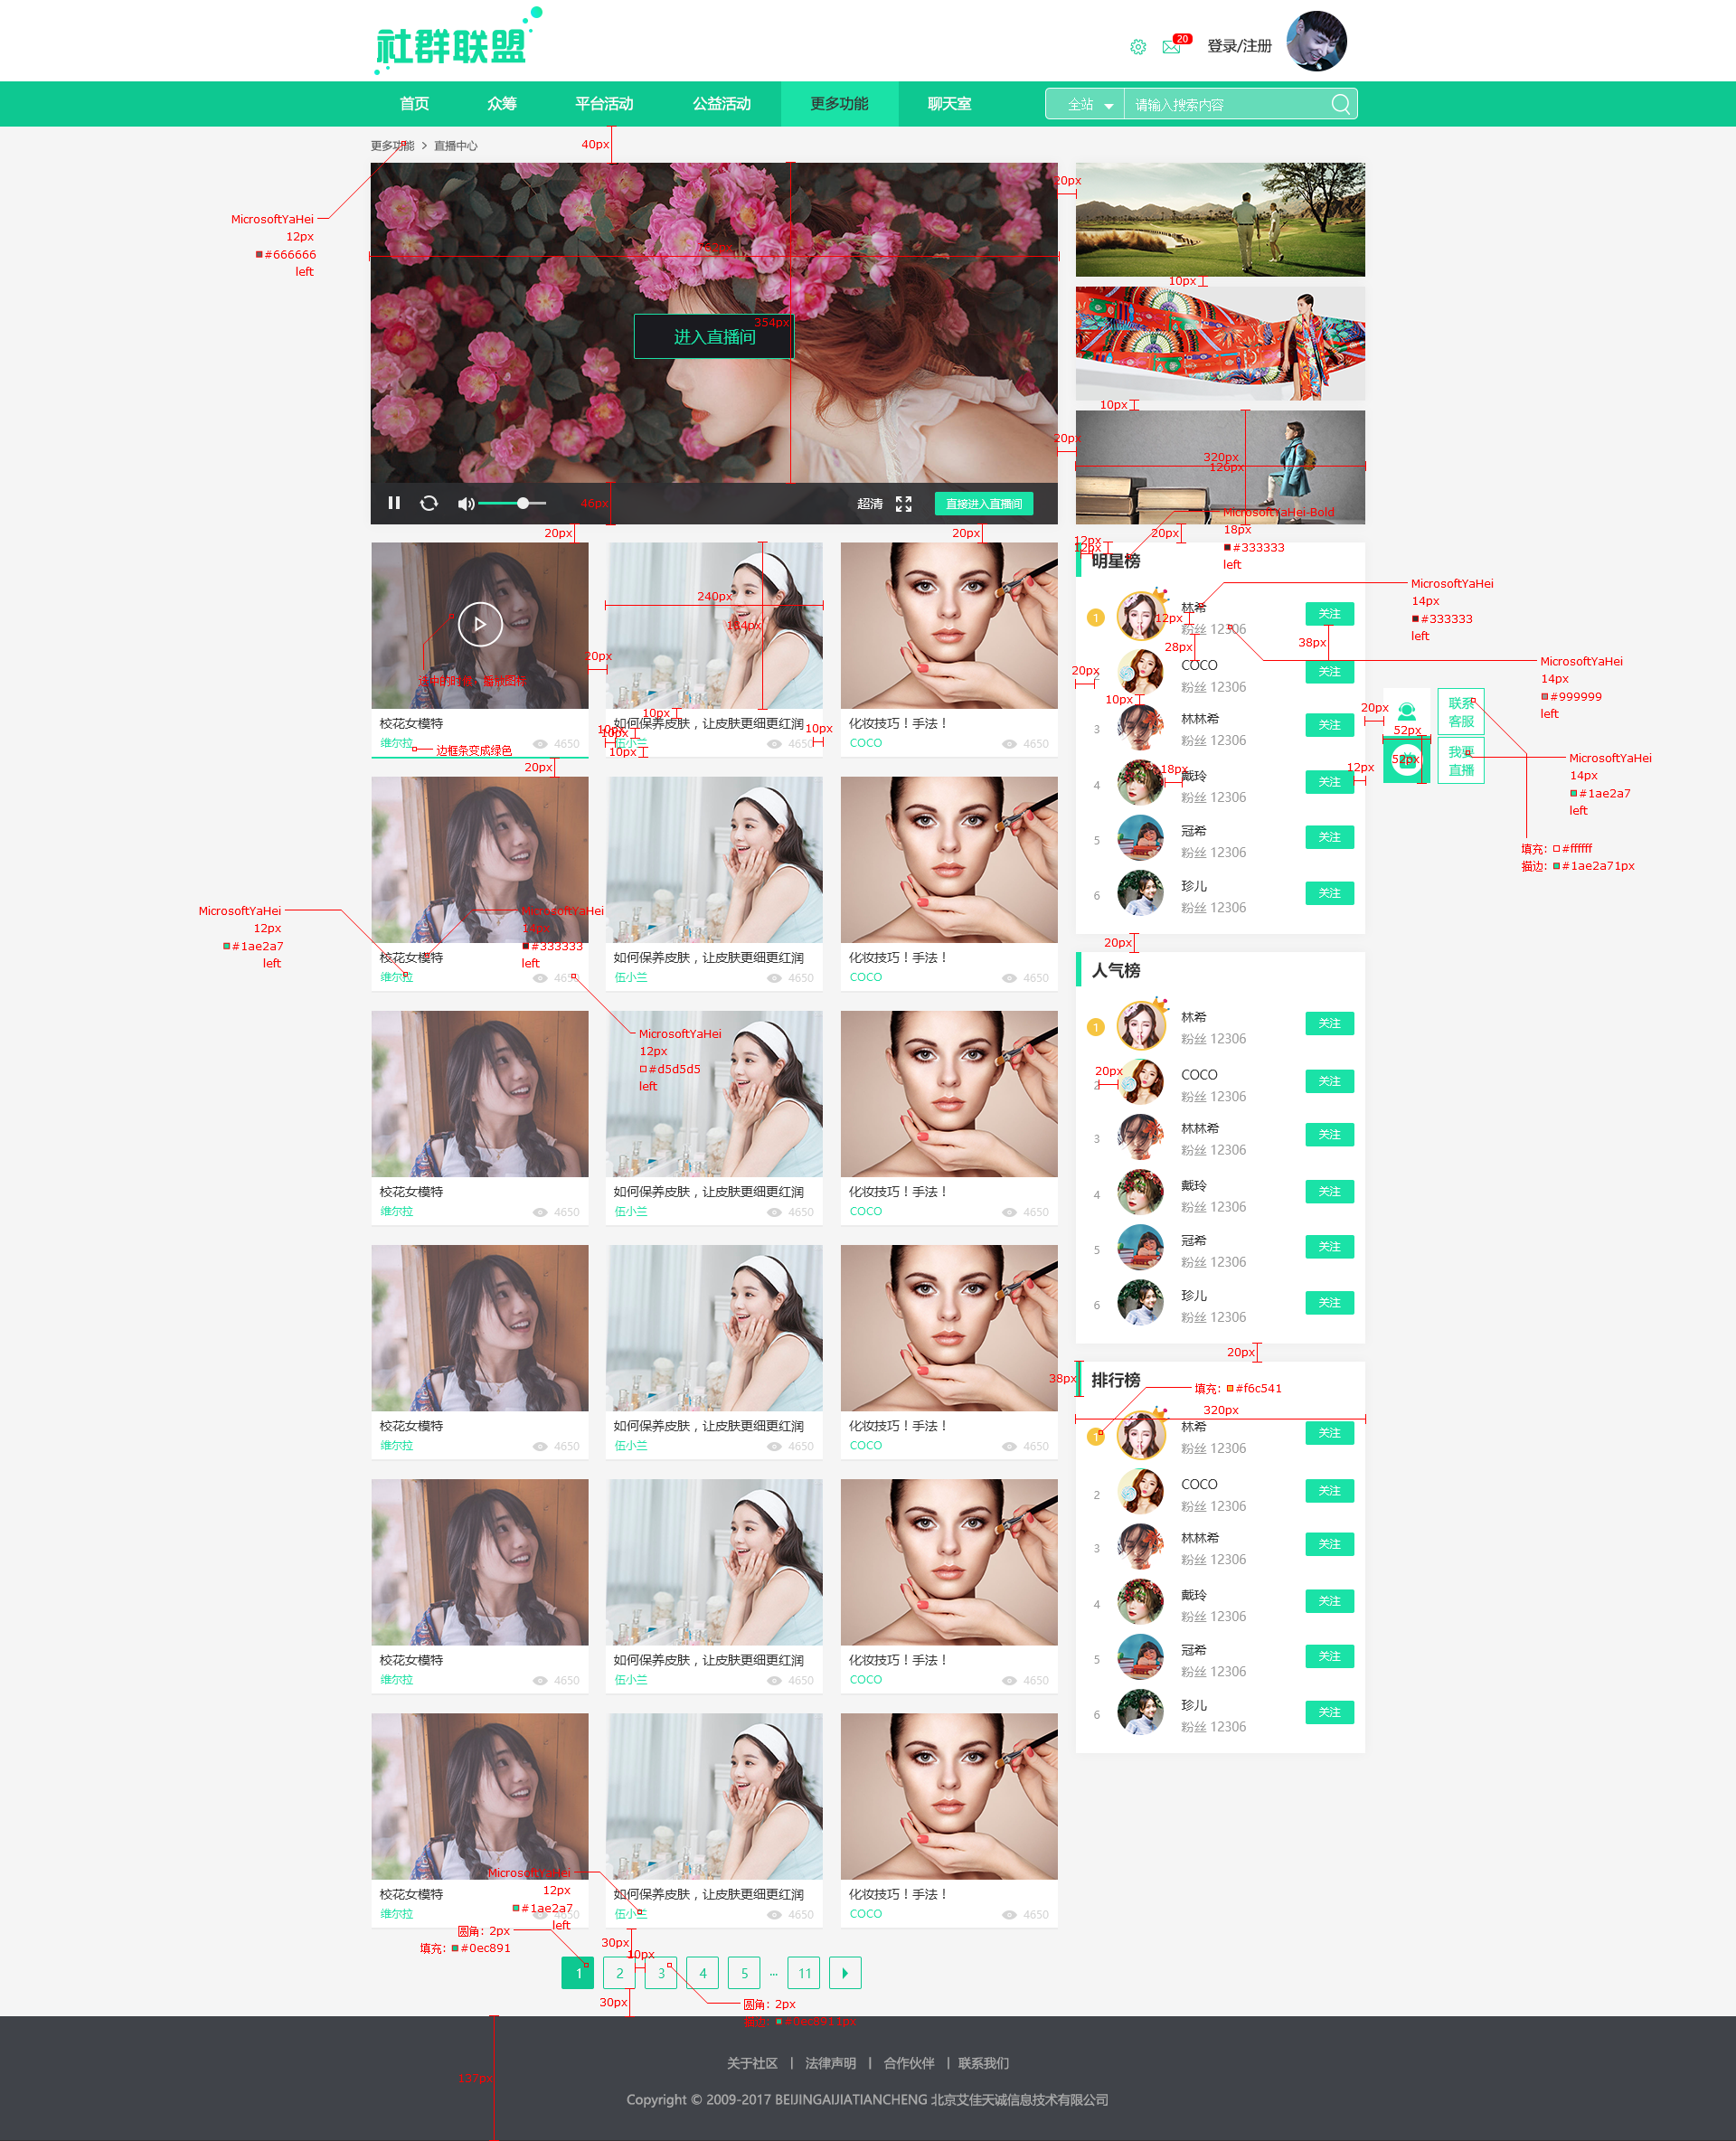 社群联盟
20
登录/注册
首页 众筹 平台活动 公益活动 更多功能 聊天室
全站 请输入搜索内容
更多功能 > 直播中心
40px
20px
MicrosoftYaHei
12px
#666666
left
10px
354px
进入直播间
10px
20px
320px
126px
46px
超清
直接进入直播间
MicrosoftYaHei-Bold
18px
#333333
left
20px
20px
20px
12px
12px
明星榜
MicrosoftYaHei
14px
#333333
left
240px
20px
1 林希 关注
12px
粉丝 12306
38px
28px
COCO 关注
粉丝 12306
20px
MicrosoftYaHei
14px
#999999
left
10px
3 林林希 关注
粉丝 12306
4 戴玲 关注
18px
粉丝 12306
12px
5 冠希 关注
粉丝 12306
6 珍儿 关注
粉丝 12306
20px
52px
52px
联系
客服
我要
直播
MicrosoftYaHei
14px
#1ae2a7
left
填充: #ffffff
描边: #1ae2a71px
10px
10px
10px
10px
10px
校花女模特 如何保养皮肤，让皮肤更细更红润 化妆技巧！手法！
维尔拉 4650 伍小兰 4650 COCO 4650
边框条变成绿色
20px
MicrosoftYaHei
12px
#1ae2a7
left
MicrosoftYaHei
14px
#333333
left
校花女模特 如何保养皮肤，让皮肤更细更红润 化妆技巧！手法！
维尔拉 4650 伍小兰 4650 COCO 4650
MicrosoftYaHei
12px
#d5d5d5
left
20px
人气榜
1 林希 关注
粉丝 12306
20px
2 COCO 关注
粉丝 12306
3 林林希 关注
粉丝 12306
4 戴玲 关注
粉丝 12306
5 冠希 关注
粉丝 12306
6 珍儿 关注
粉丝 12306
校花女模特 如何保养皮肤，让皮肤更细更红润 化妆技巧！手法！
维尔拉 4650 伍小兰 4650 COCO 4650
20px
38px
排行榜
填充: #f6c541
320px
1 林希 关注
粉丝 12306
2 COCO 关注
粉丝 12306
3 林林希 关注
粉丝 12306
4 戴玲 关注
粉丝 12306
5 冠希 关注
粉丝 12306
6 珍儿 关注
粉丝 12306
校花女模特 如何保养皮肤，让皮肤更细更红润 化妆技巧！手法！
维尔拉 4650 伍小兰 4650 COCO 4650
校花女模特 如何保养皮肤，让皮肤更细更红润 化妆技巧！手法！
维尔拉 4650 伍小兰 4650 COCO 4650
MicrosoftYaHei
12px
#1ae2a7
left
校花女模特 如何保养皮肤，让皮肤更细更红润 化妆技巧！手法！
维尔拉 4650 伍小兰 4650 COCO 4650
圆角: 2px
填充: #0ec891
30px
10px
1 2 3 4 5 ··· 11
30px
圆角: 2px
描边: #0ec8911px
关于社区 | 法律声明 | 合作伙伴 | 联系我们
Copyright © 2009-2017 BEIJINGAIJIATIANCHENG 北京艾佳天诚信息技术有限公司